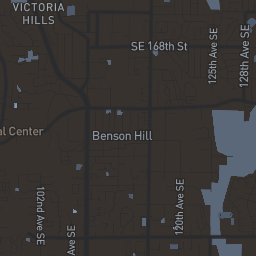 VICTORIA
HILLS
SE 168th St
125th Ave SE
128th Ave SE
al Center
Benson Hill
102nd Ave SE
Ave SE
120th Ave SE